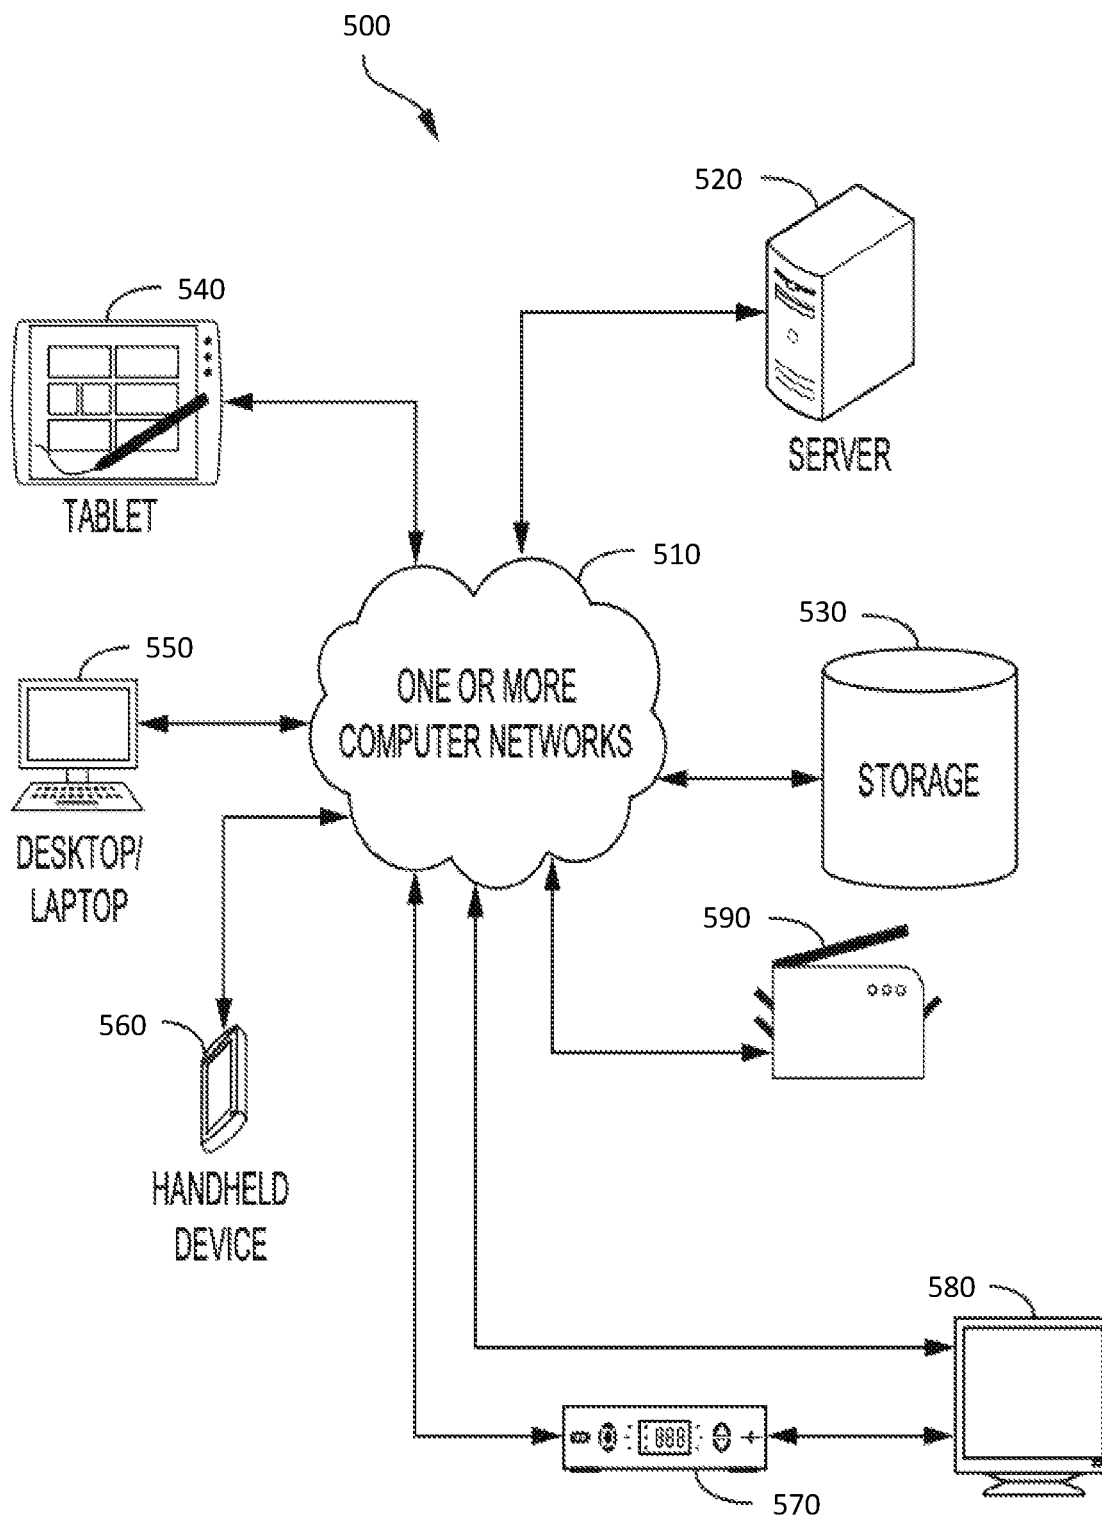 500
520
540
SERVER
TABLET
510
530
550
ONE OR MORE
COMPUTER NETWORKS
STORAGE
DESKTOP/
LAPTOP
590
560
HANDHELD
DEVICE
580
888
570